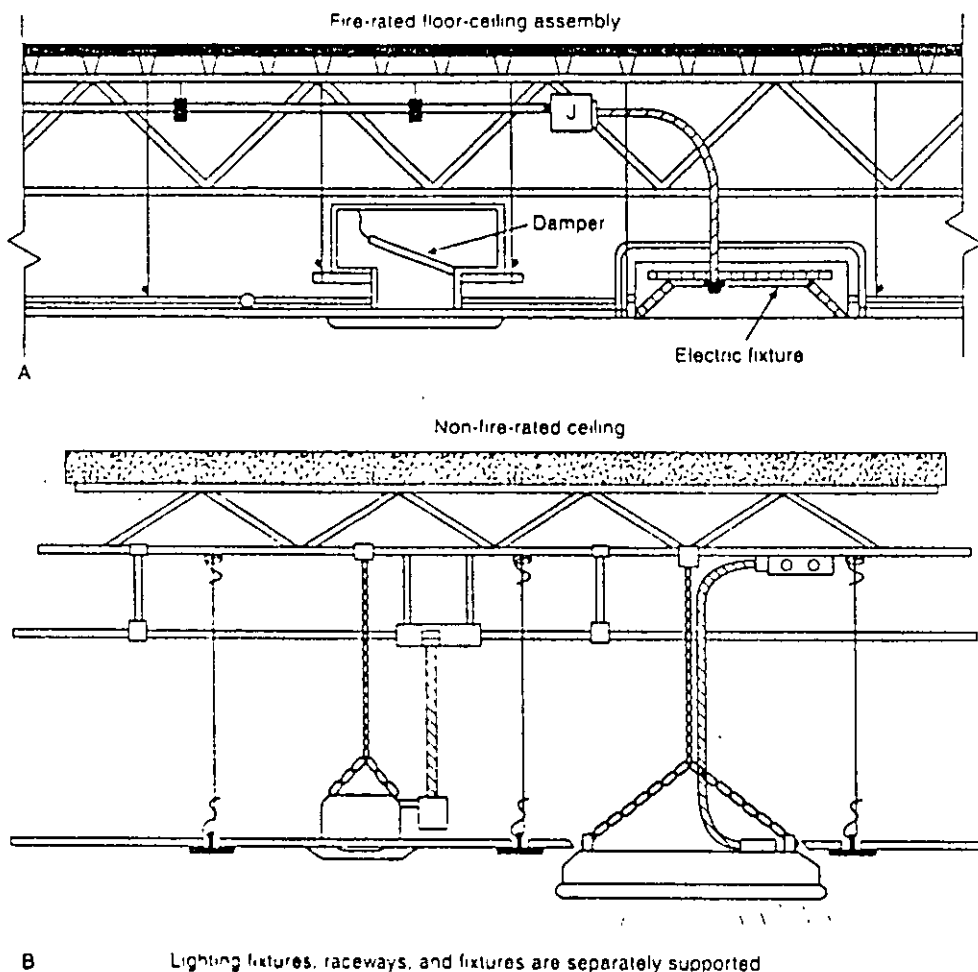 Fire-rated floor-ceiling assembly
J
Damper
Electric fixture
A
Non-fire-rated ceiling
B Lighting fixtures, raceways, and fixtures are separately supported